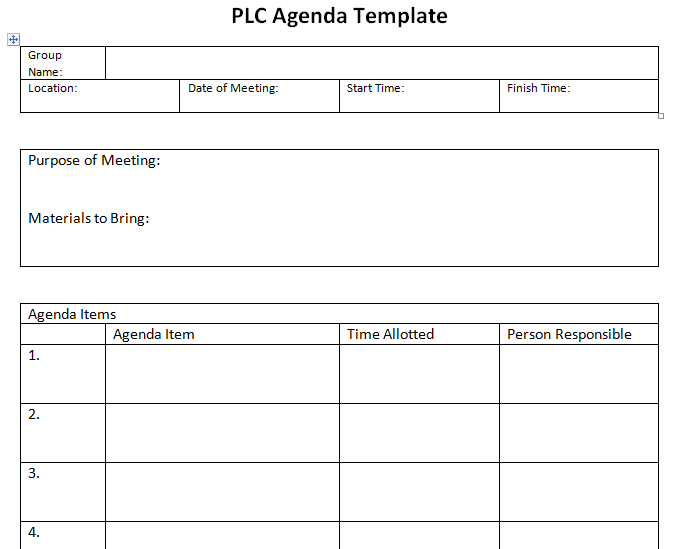 PLC Agenda Template
Group
Name:
Location: Date of Meeting: Start Time: Finish Time:
Purpose of Meeting:
Materials to Bring:
Agenda Items
Agenda Item Time Allotted Person Responsible
1.
2.
3.
4.